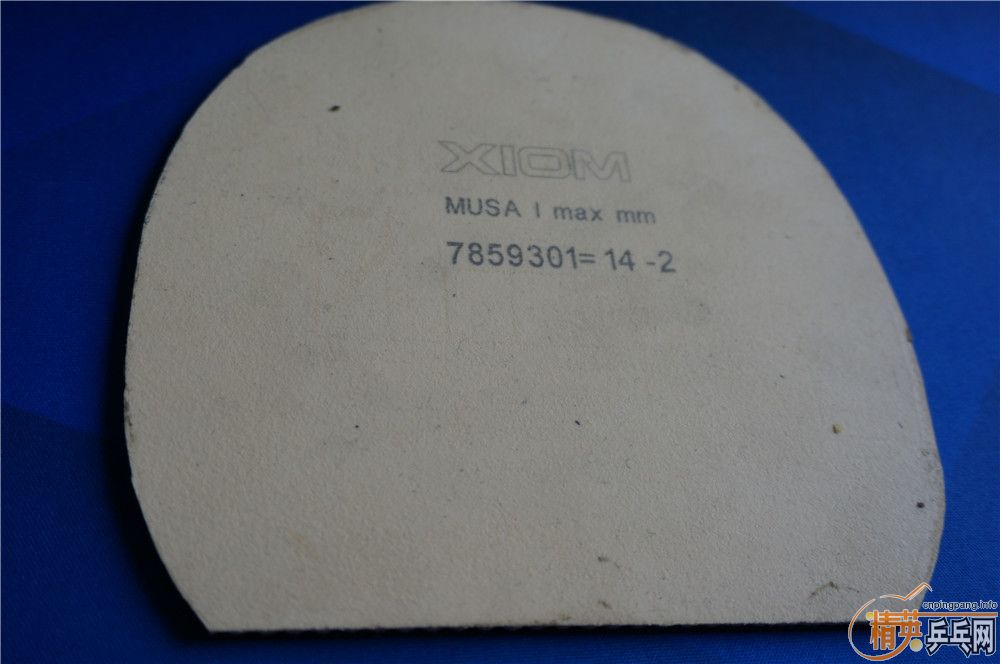 XIOM
MUSA I max mm
7859301= 14 -2
cnpingpang.info
精英乒乓网